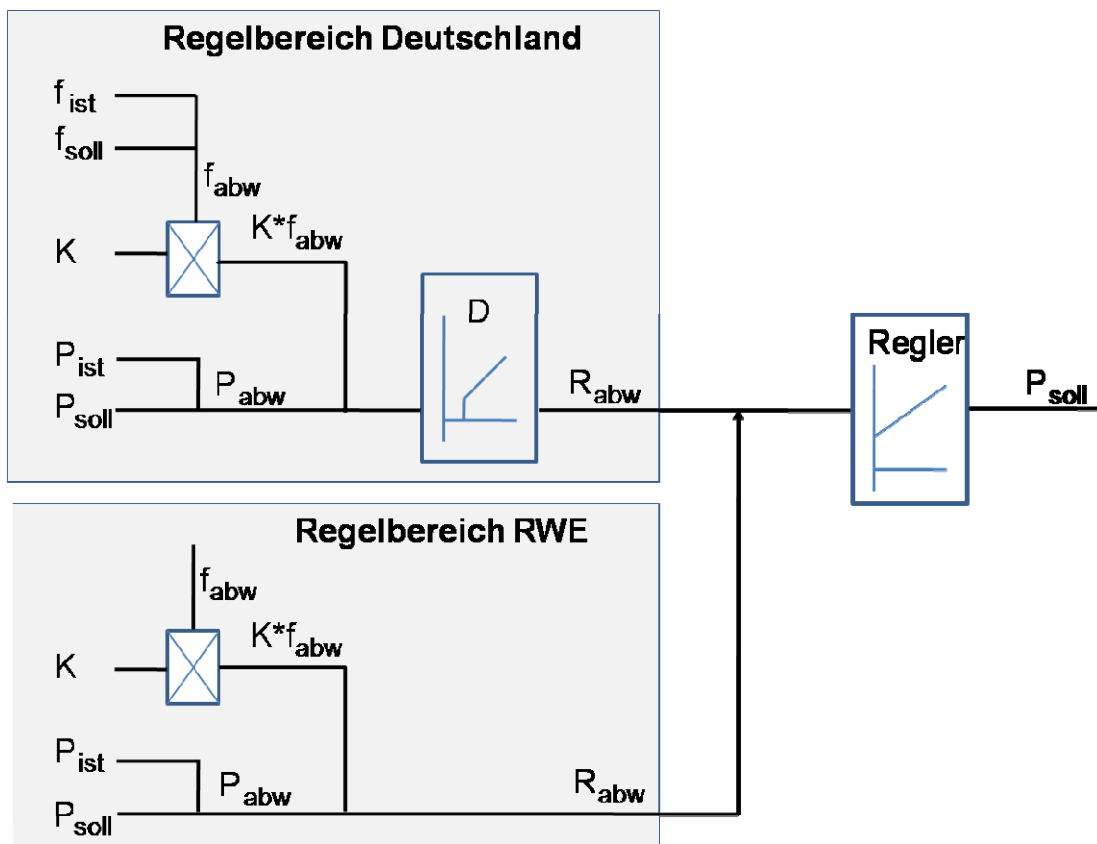 Regelbereich Deutschland
f ist
f soll
f abw
K
K*f abw
D
P ist
P abw
P soll
R abw
Regler
P soll
Regelbereich RWE
f abw
K
K*f abw
P ist
P abw
P soll
R abw